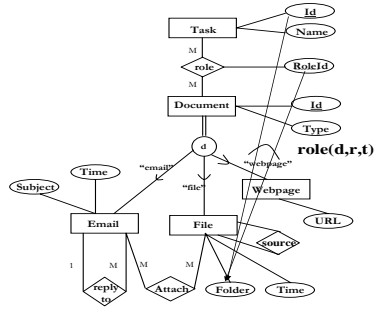 Id
Task
Name
M
role
RoleId
M
Document
Id
Type
d
role(d,r,t)
"email"
"webpage"
Time
"file"
Subject
Webpage
URL
Email
File
source
1
M
M
M
reply
to
Attach
Folder
Time